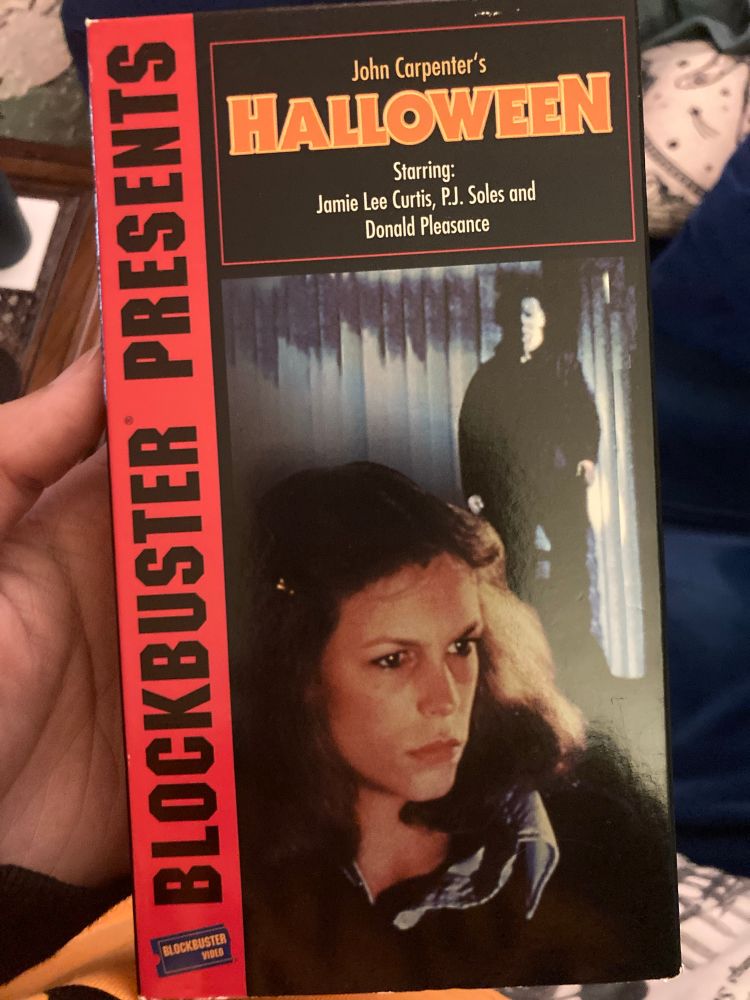 BLOCKBUSTER® PRESENTS
John Carpenter's
HALLOWEEN
Starring:
Jamie Lee Curtis, P.J. Soles and
Donald Pleasance
BLOCKBUSTER
VIDEO